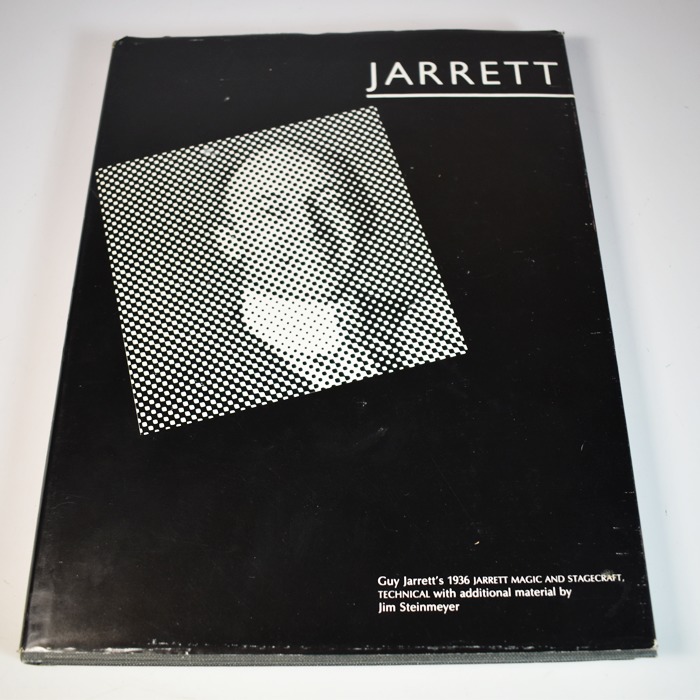 JARRETT
Guy Jarrett's 1936 JARRETT MAGIC AND STAGECRAFT,
TECHNICAL with additional material by
Jim Steinmeyer